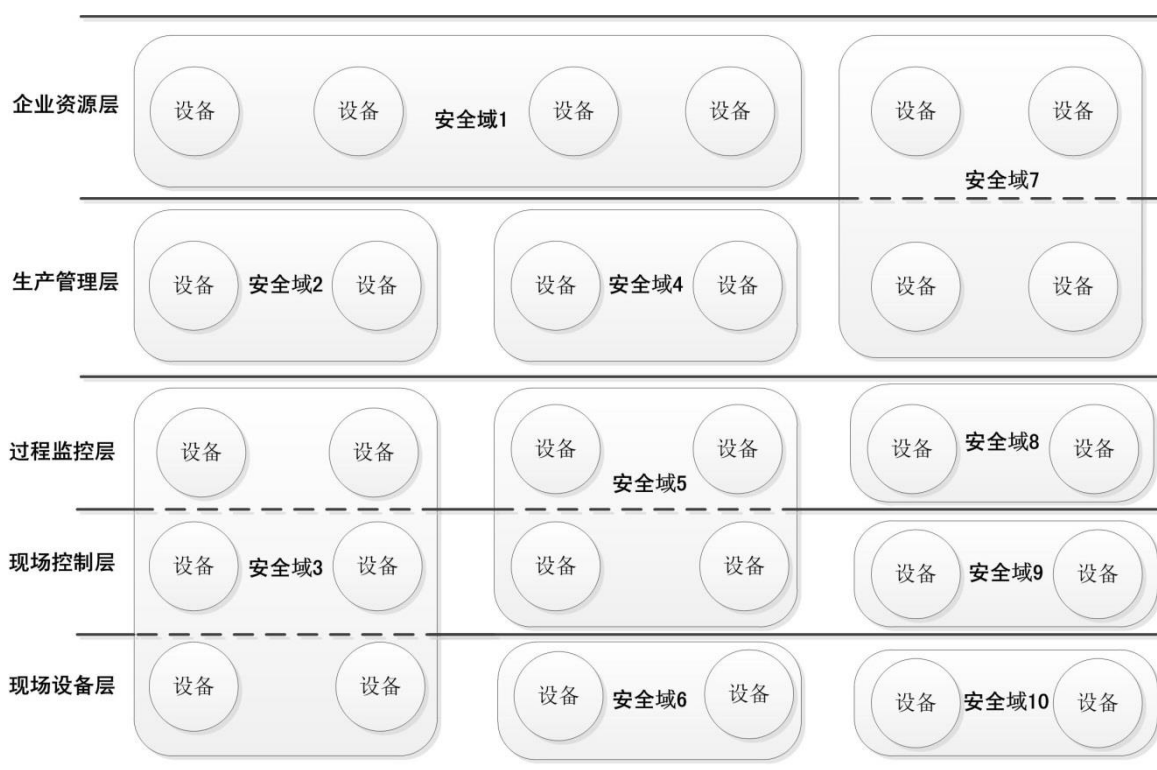 企业资源层
设备 设备 安全域1 设备 设备 设备 设备
安全域7
生产管理层
设备 安全域2 设备 设备 安全域4 设备 设备 设备
过程监控层
设备 设备 设备 设备 设备 安全域8 设备
安全域5
现场控制层
设备 安全域3 设备 设备 设备 设备 安全域9 设备
现场设备层
设备 设备 设备 安全域6 设备 设备 安全域10 设备